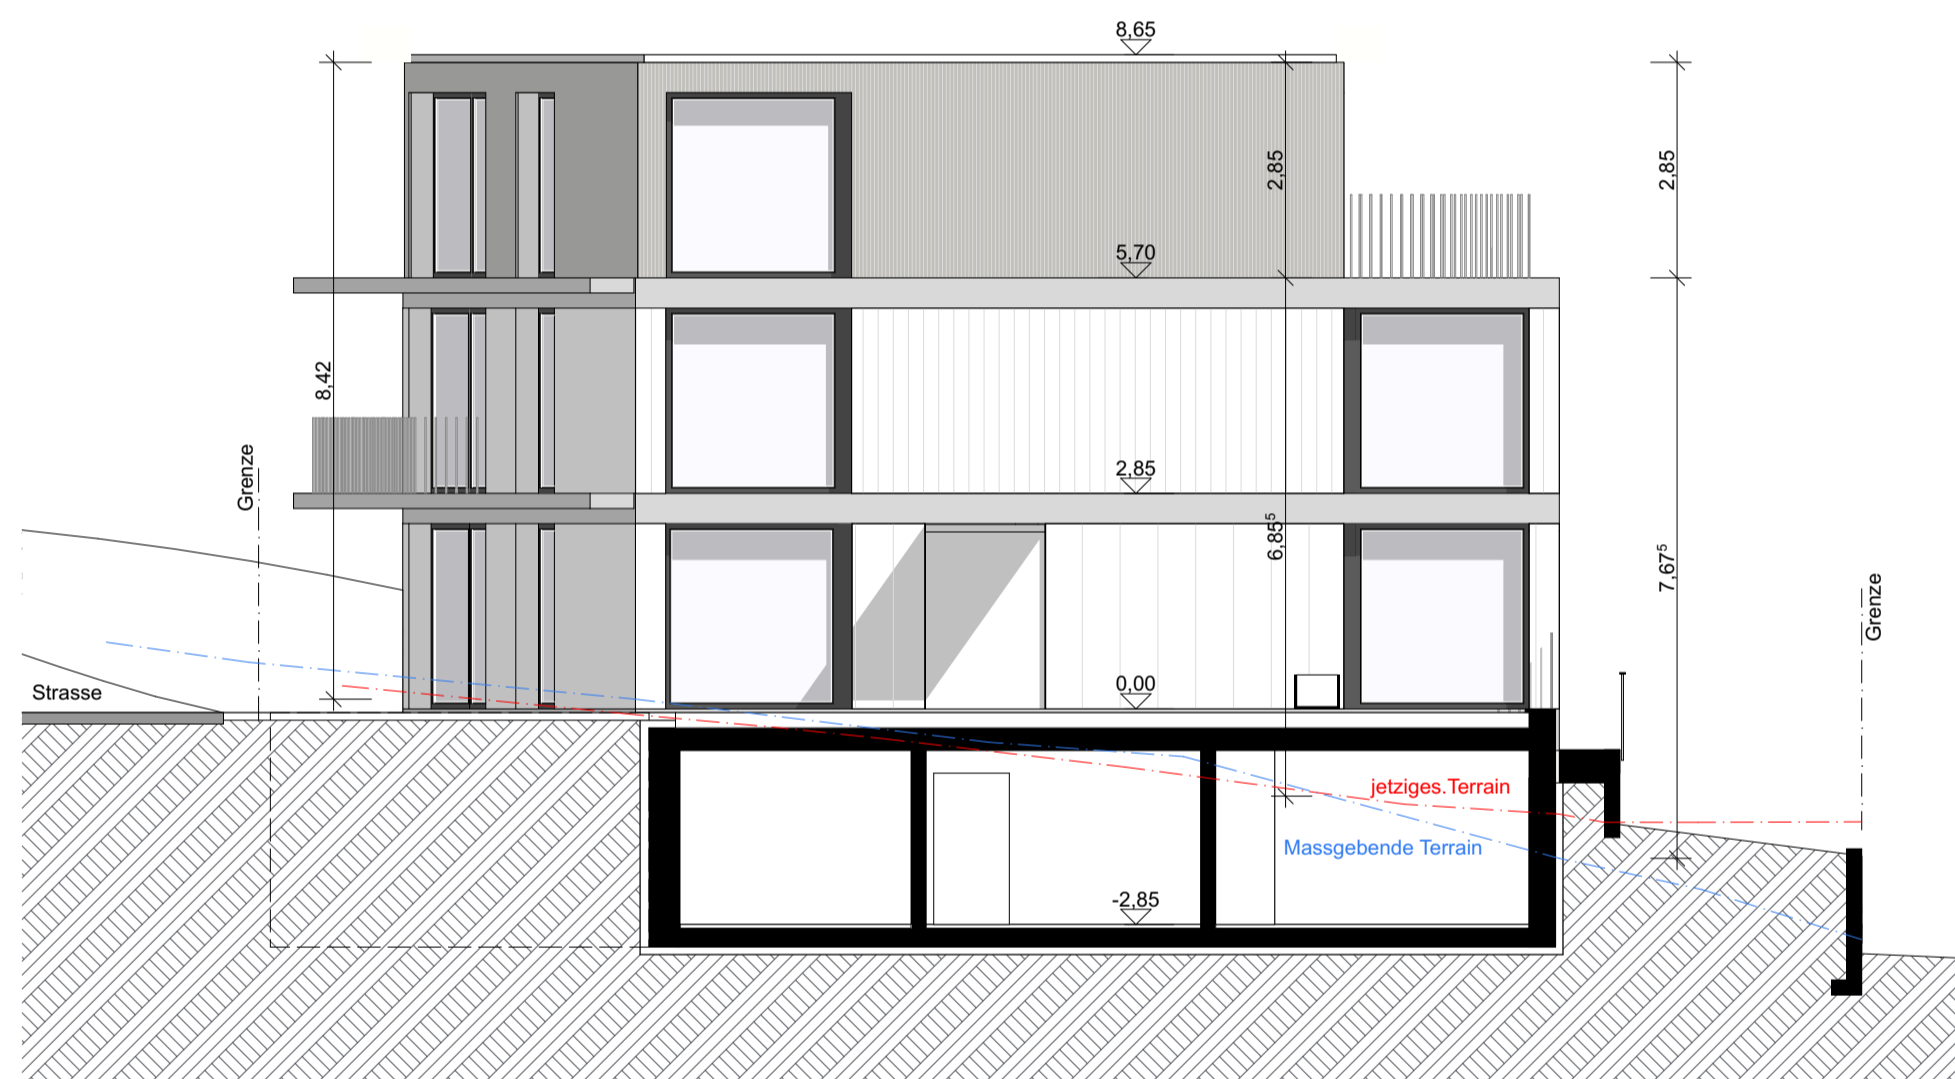 8,65
2,85
2,85
5,70
8,42
Grenze
2,85
6,85⁵
7,67⁵
Grenze
Strasse
0,00
jetziges.Terrain
Massgebende Terrain
-2,85